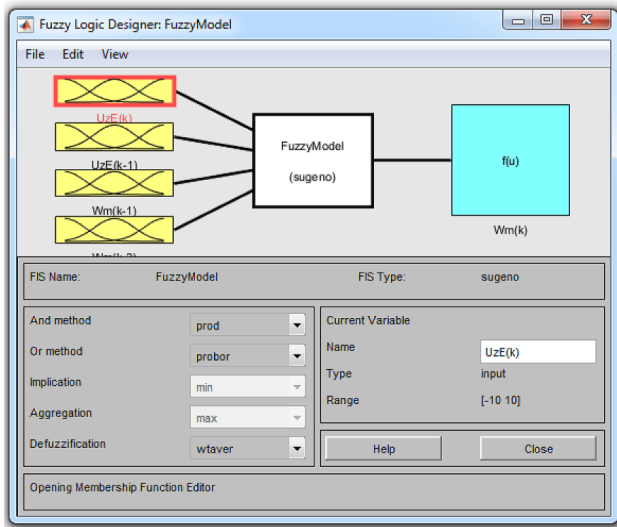 Fuzzy Logic Designer: FuzzyModel
File Edit View
UzE(k)
UzE(k-1)
Wm(k-1)
FuzzyModel
(sugeno)
f(u)
Wm(k)
FIS Name: FuzzyModel FIS Type: sugeno
And method prod
Or method probor
Implication min
Aggregation max
Defuzzification wtaver
Current Variable
Name UzE(k)
Type input
Range [-10 10]
Help Close
Opening Membership Function Editor